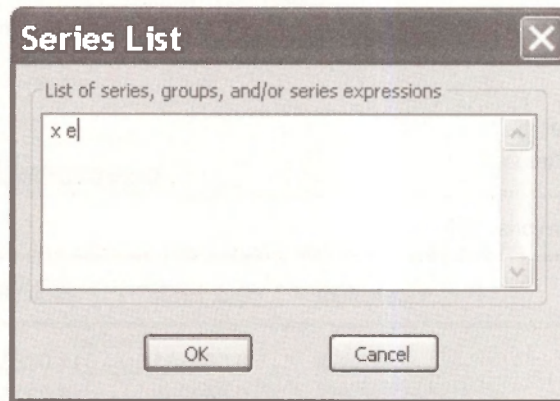 Series List
List of series, groups, and/or series expressions
x e
OK
Cancel